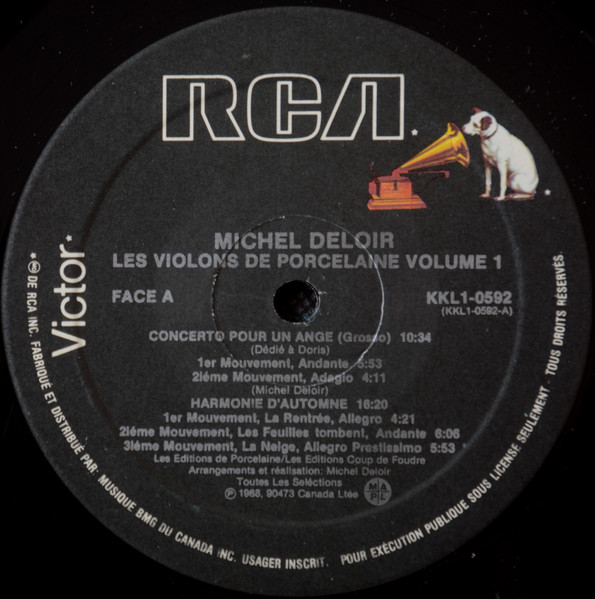 RCA
Victor
MICHEL DELOIR
LES VIOLONS DE PORCELAINE VOLUME 1
FACE A
KKL1-0592
(KKL1-0592-A)
CONCERTO POUR UN ANGE (Grosso) 10:34
(Dédié à Doris)
1er Mouvement, Andante 5:53
2iéme Mouvement, Adagio 4:11
(Michel Deloir)
HARMONIE D'AUTOMNE 16:20
1er Mouvement, La Rentrée, Allegro 4:21
2iéme Mouvement, Les Feuilles tombent, Andante 6:06
3iéme Mouvement, La Neige, Allegro Prestissimo 5:53
Les Editions de Porcelaine/Les Editions Coup de Foudre
Arrangements et réalisation: Michel Deloir
Toutes Les Seléctions
℗ 1988, 90473 Canada Ltée
MAPL
* ® DE RCA INC. FABRIQUÉ ET DISTRIBUÉ PAR: MUSIQUE BMG DU CANADA INC. USAGER INSCRIT. POUR EXÉCUTION PUBLIQUE SOUS LICENSE SEULEMENT - TOUS DROITS RÉSERVÉS.